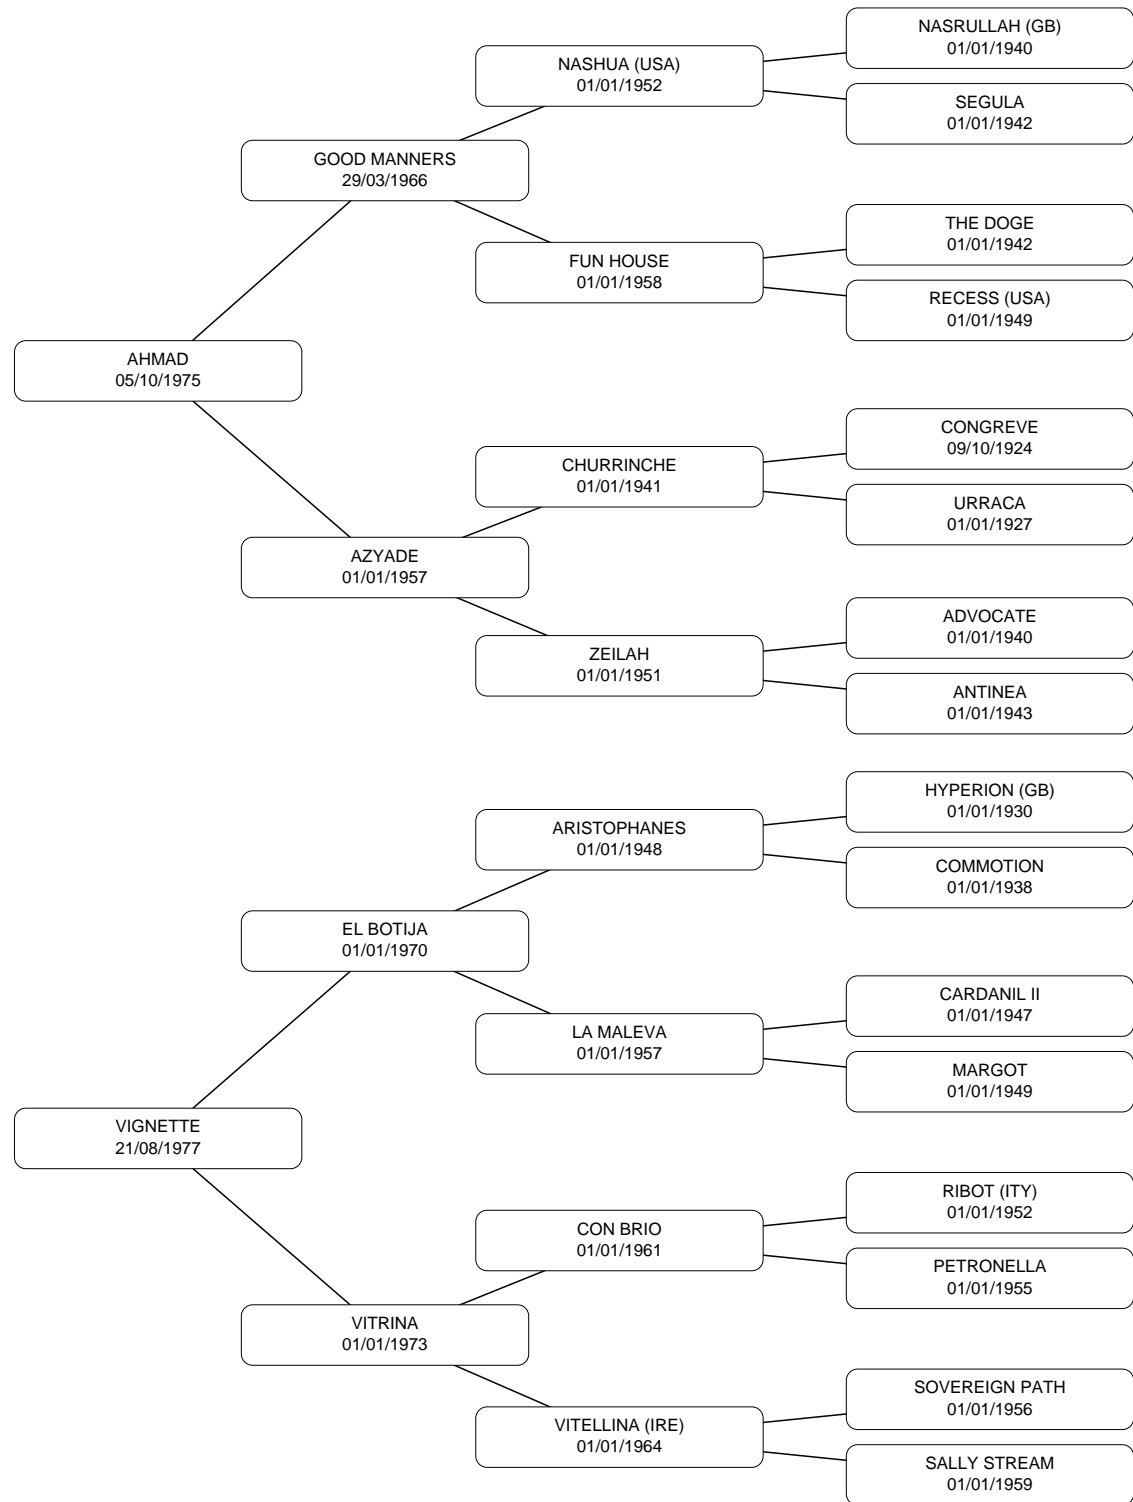 NASRULLAH (GB)
01/01/1940
NASHUA (USA)
01/01/1952
SEGULA
01/01/1942
GOOD MANNERS
29/03/1966
THE DOGE
01/01/1942
FUN HOUSE
01/01/1958
RECESS (USA)
01/01/1949
AHMAD
05/10/1975
CONGREVE
09/10/1924
CHURRINCHE
01/01/1941
URRACA
01/01/1927
AZYADE
01/01/1957
ADVOCATE
01/01/1940
ZEILAH
01/01/1951
ANTINEA
01/01/1943
HYPERION (GB)
01/01/1930
ARISTOPHANES
01/01/1948
COMMOTION
01/01/1938
EL BOTIJA
01/01/1970
CARDANIL II
01/01/1947
LA MALEVA
01/01/1957
MARGOT
01/01/1949
VIGNETTE
21/08/1977
RIBOT (ITY)
01/01/1952
CON BRIO
01/01/1961
PETRONELLA
01/01/1955
VITRINA
01/01/1973
SOVEREIGN PATH
01/01/1956
VITELLINA (IRE)
01/01/1964
SALLY STREAM
01/01/1959